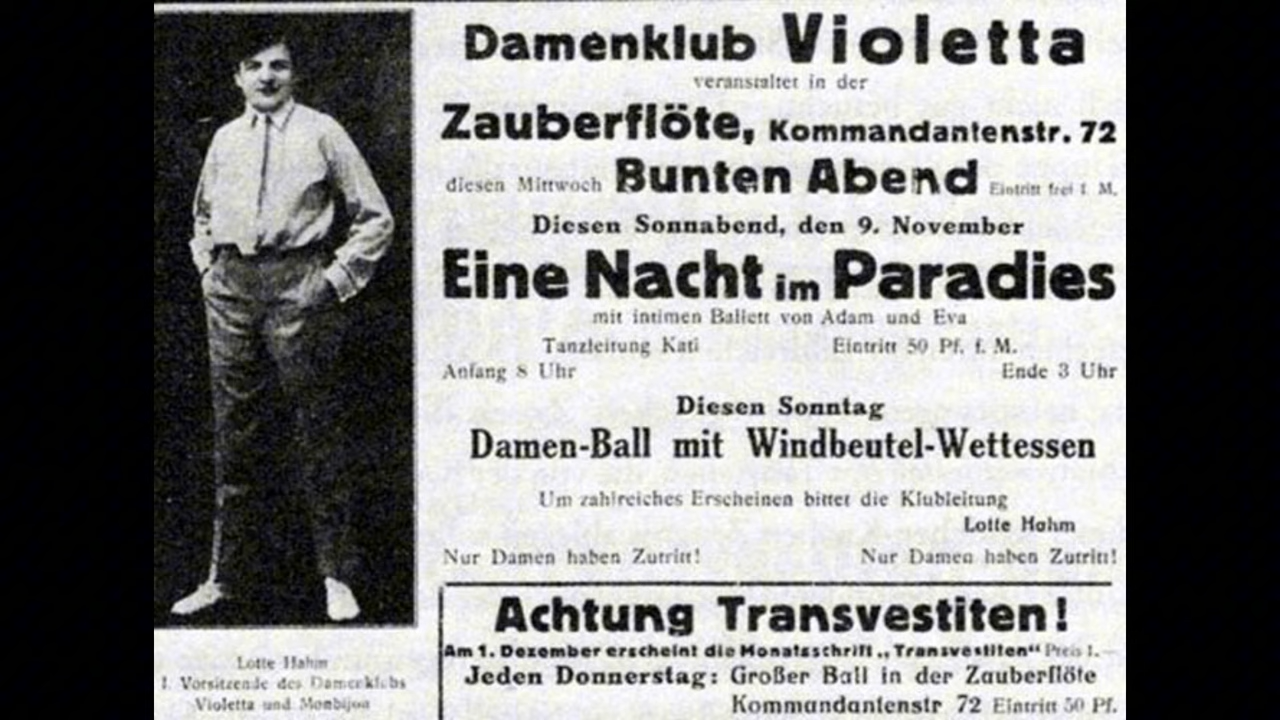 Damenklub Violetta
veranstaltet in der
Zauberflöte, Kommandantenstr. 72
diesen Mittwoch Bunten Abend Eintritt frei f. M.
Diesen Sonnabend, den 9. November
Eine Nacht im Paradies
mit intimen Ballett von Adam und Eva
Tanzleitung Kati Eintritt 50 Pf. f. M.
Anfang 8 Uhr Ende 3 Uhr
Diesen Sonntag
Damen-Ball mit Windbeutel-Wettessen
Um zahlreiches Erscheinen bittet die Klubleitung
Lotte Hahm
Nur Damen haben Zutritt! Nur Damen haben Zutritt!
Achtung Transvestiten!
Am 1. Dezember erscheint die Monatsschrift „Transvestiten" Preis 1.—
Jeden Donnerstag: Großer Ball in der Zauberflöte
Kommandantenstr 72 Eintritt 50 Pf.
Lotte Hahm
1. Vorsitzende des Damenklubs
Violetta und Monbijou